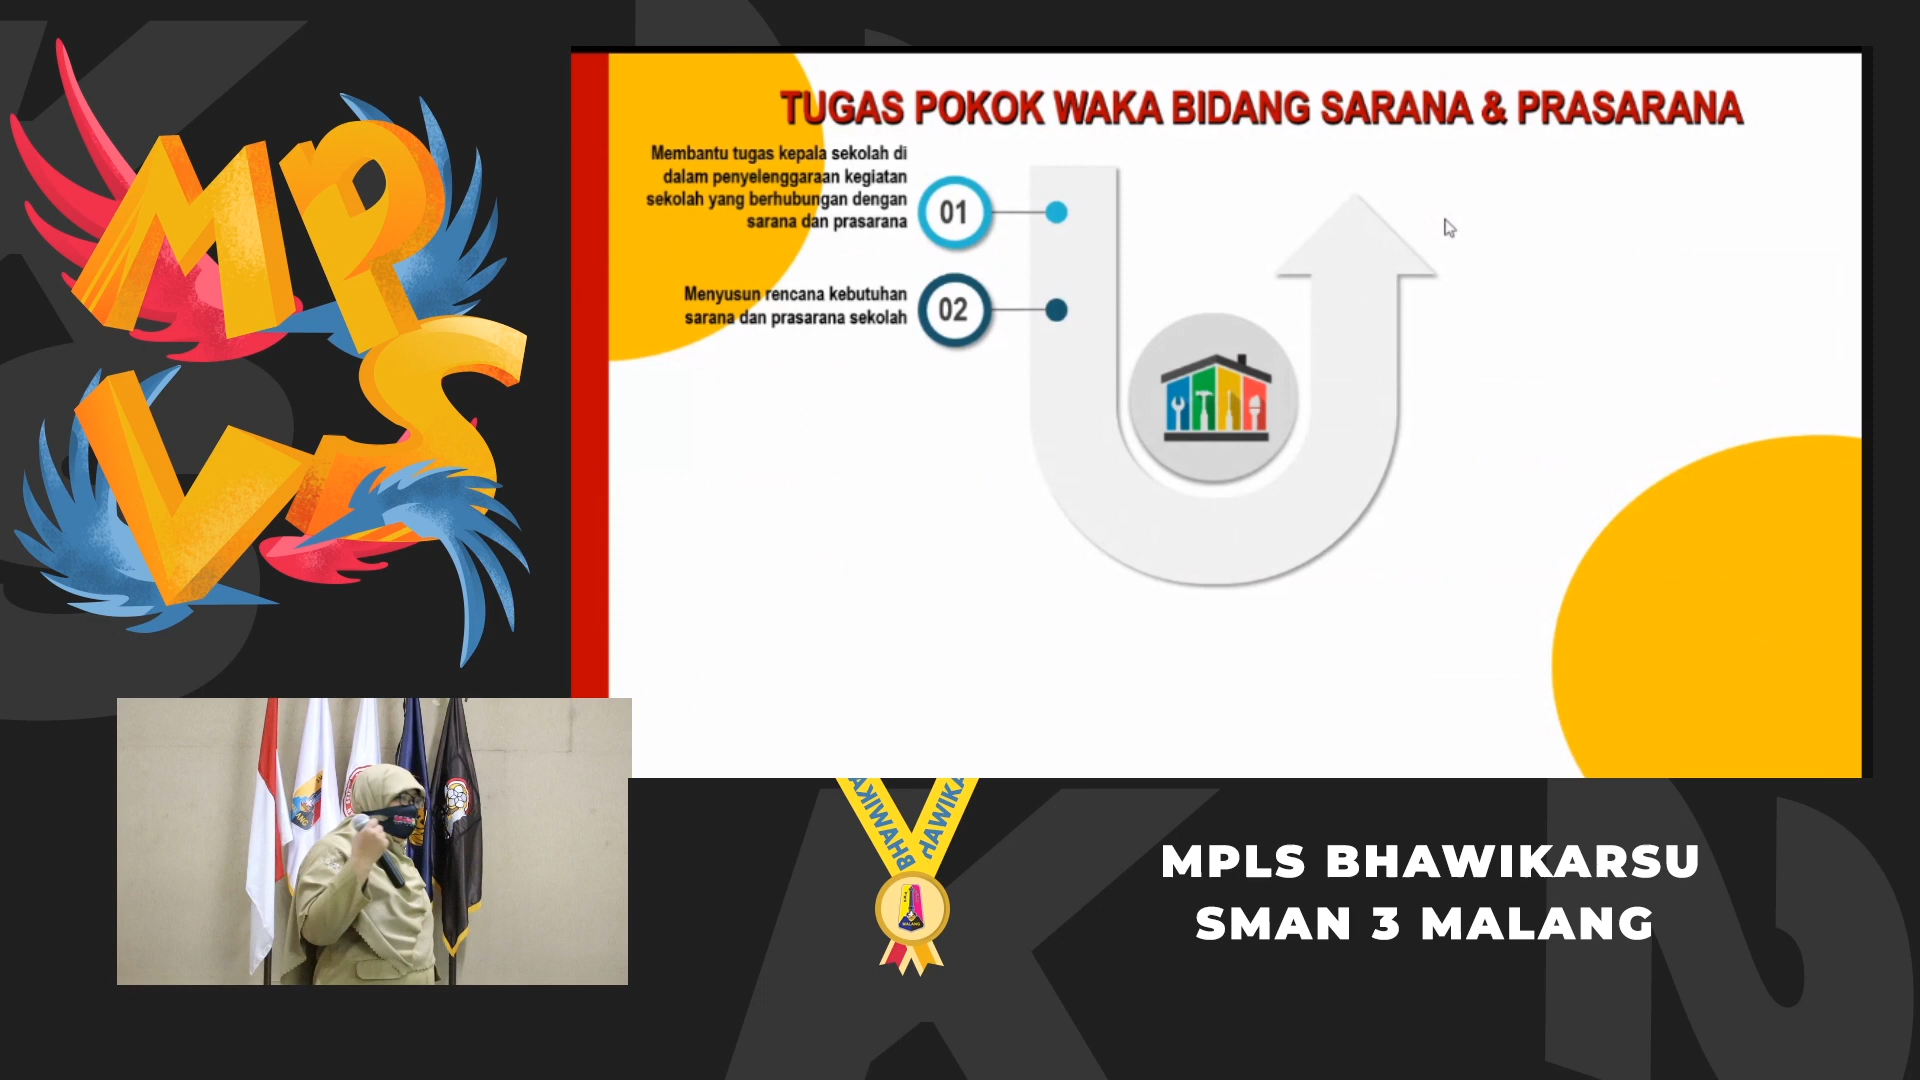 MPLS
TUGAS POKOK WAKA BIDANG SARANA & PRASARANA
Membantu tugas kepala sekolah di
dalam penyelenggaraan kegiatan
sekolah yang berhubungan dengan
sarana dan prasarana
01
Menyusun rencana kebutuhan
sarana dan prasarana sekolah
02
BHAWIKA
BHAWIKA
MALANG
MPLS BHAWIKARSU
SMAN 3 MALANG